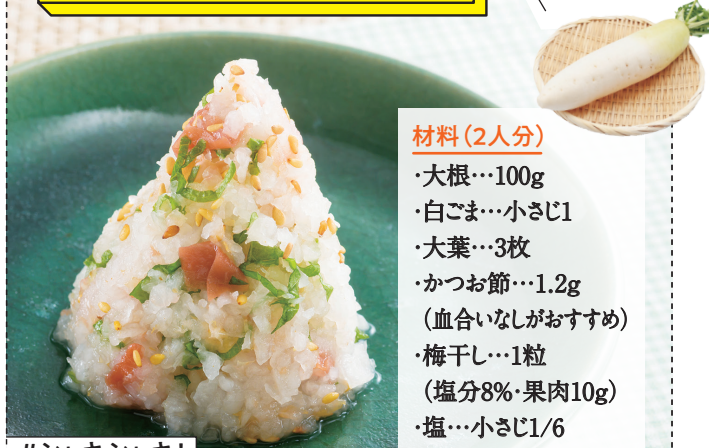 材料(2人分)
・大根…100g
・白ごま…小さじ1
・大葉…3枚
・かつお節…1.2g
（血合いなしがおすすめ）
・梅干し…1粒
（塩分8%・果肉10g）
・塩…小さじ1/6